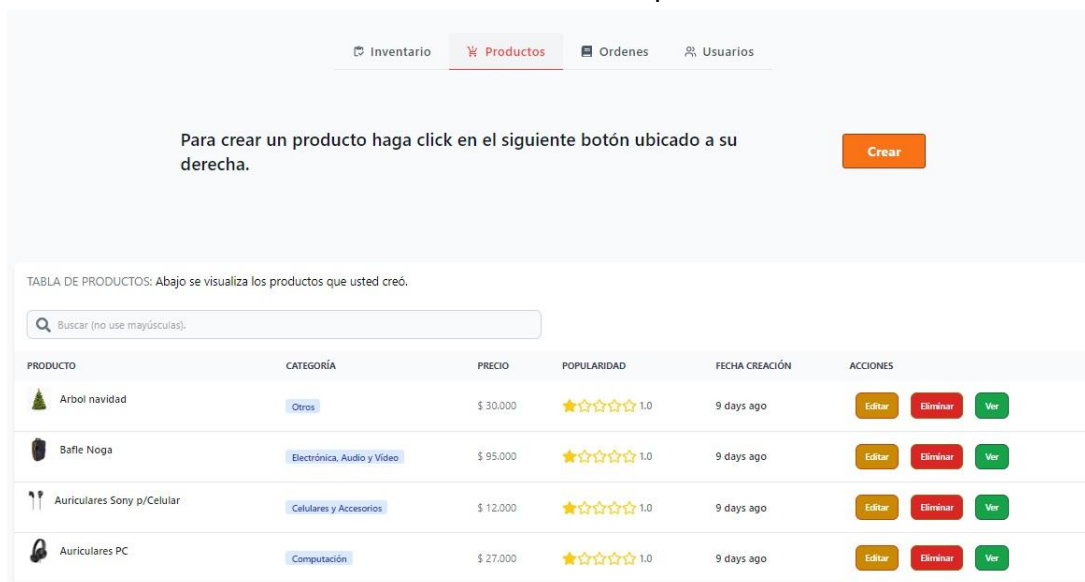 Inventario Productos Ordenes Usuarios
Para crear un producto haga click en el siguiente botón ubicado a su
derecha.
Crear
TABLA DE PRODUCTOS: Abajo se visualiza los productos que usted creó.
Buscar (no use mayúsculas).
PRODUCTO CATEGORÍA PRECIO POPULARIDAD FECHA CREACIÓN ACCIONES
Arbol navidad Otros $ 30.000 1.0 9 days ago Editar Eliminar Ver
Bafle Noga Electrónica, Audio y Vídeo $ 95.000 1.0 9 days ago Editar Eliminar Ver
Auriculares Sony p/Celular Celulares y Accesorios $ 12.000 1.0 9 days ago Editar Eliminar Ver
Auriculares PC Computación $ 27.000 1.0 9 days ago Editar Eliminar Ver